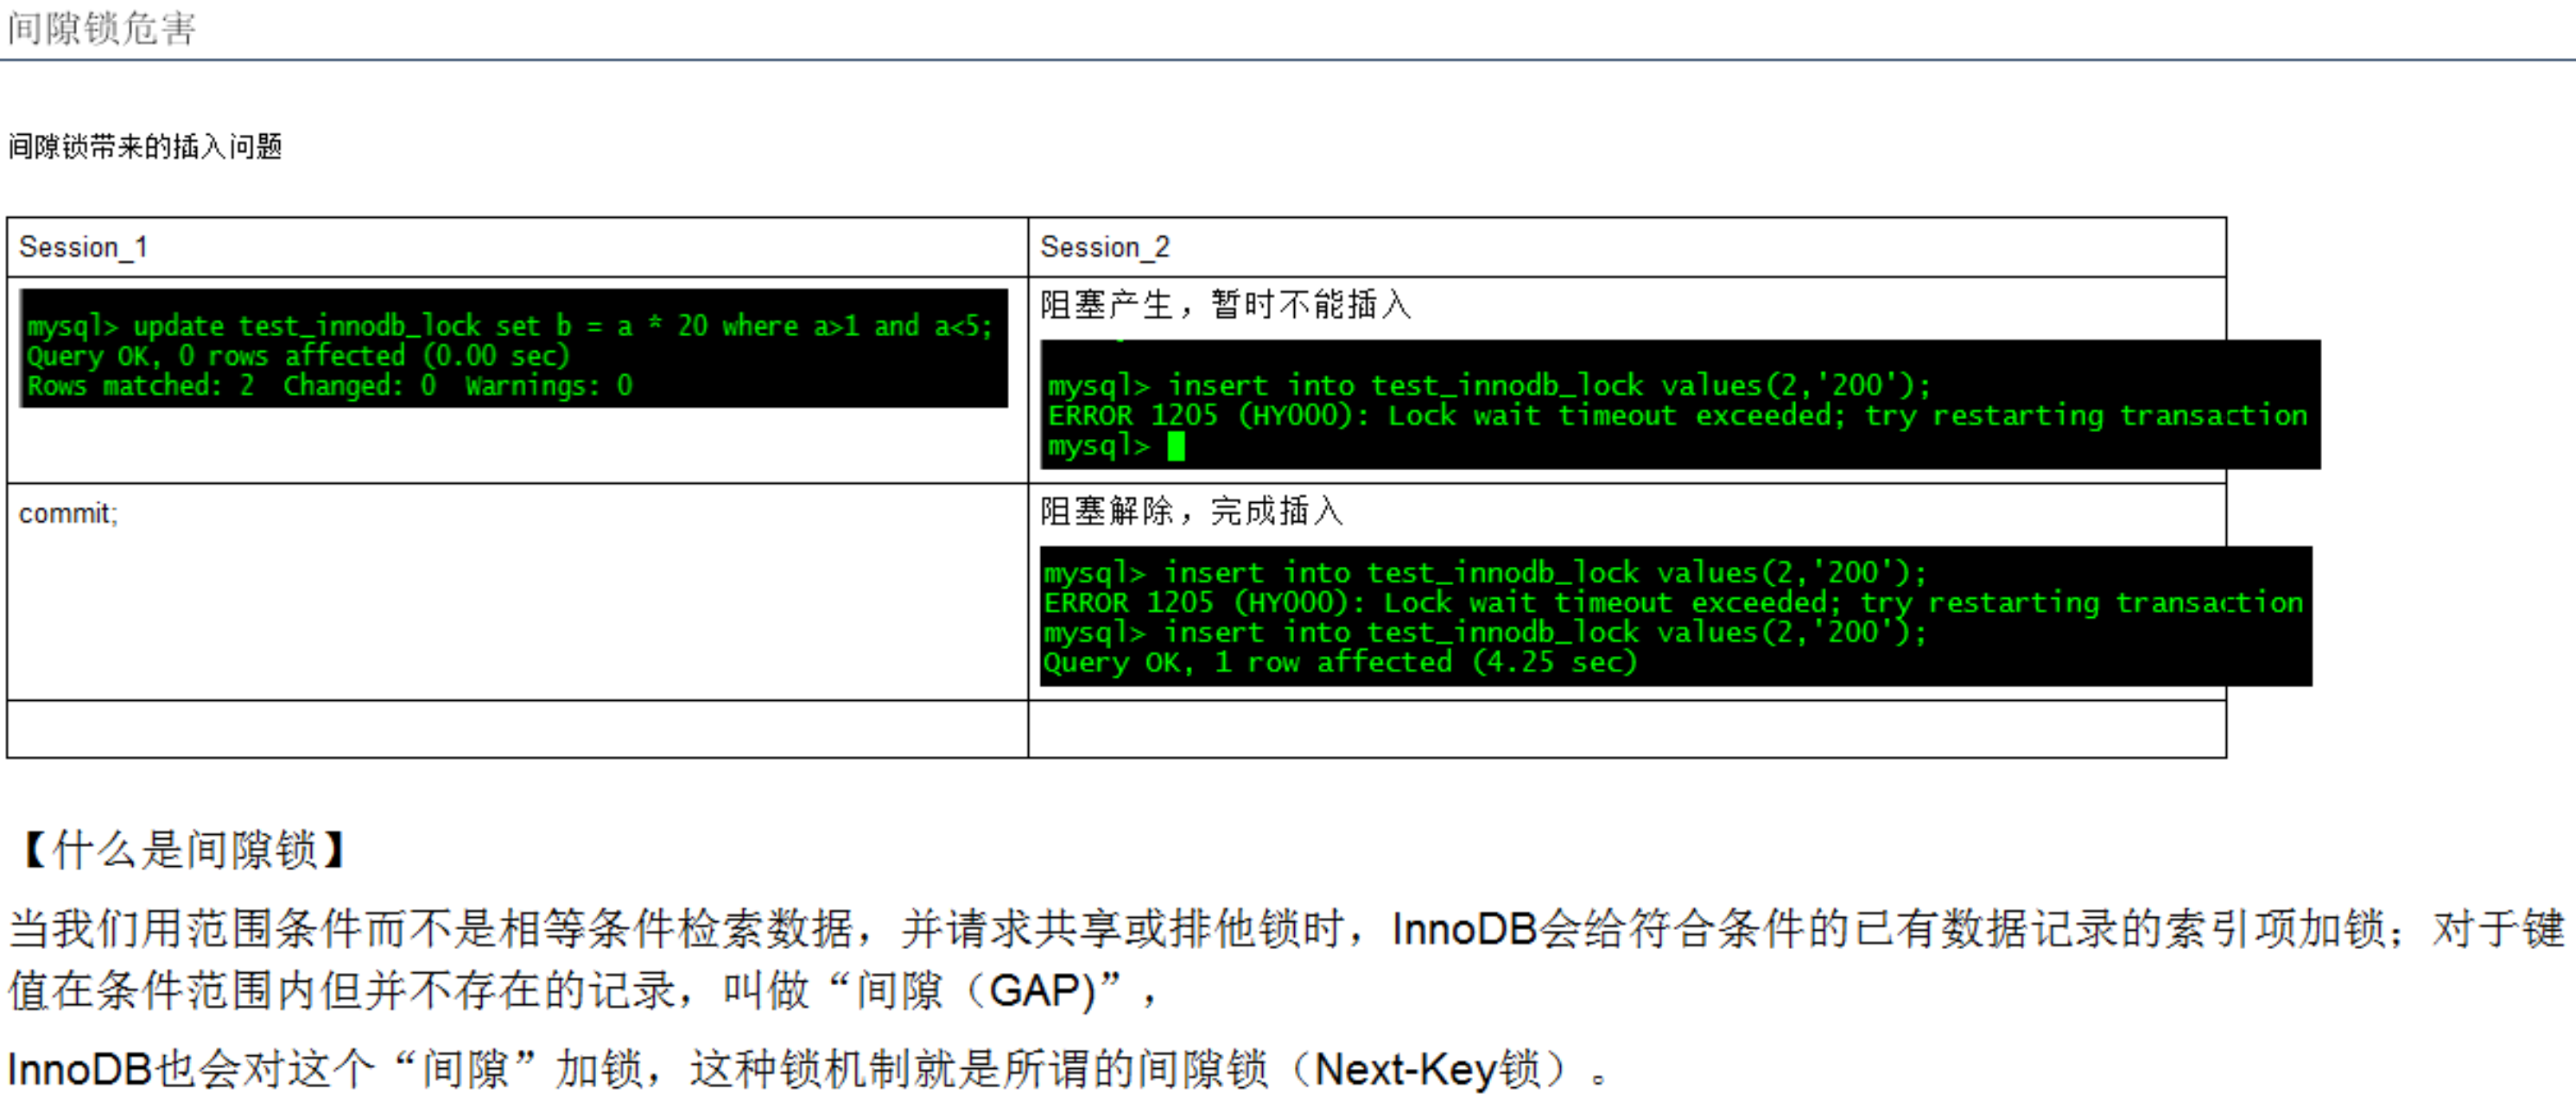 间隙锁危害
间隙锁带来的插入问题
Session_1
Session_2
mysql> update test_innodb_lock set b = a * 20 where a>1 and a<5;
Query OK, 0 rows affected (0.00 sec)
Rows matched: 2  Changed: 0  Warnings: 0
阻塞产生，暂时不能插入
mysql> insert into test_innodb_lock values(2,'200');
ERROR 1205 (HY000): Lock wait timeout exceeded; try restarting transaction
mysql>
commit;
阻塞解除，完成插入
mysql> insert into test_innodb_lock values(2,'200');
ERROR 1205 (HY000): Lock wait timeout exceeded; try restarting transaction
mysql> insert into test_innodb_lock values(2,'200');
Query OK, 1 row affected (4.25 sec)
【什么是间隙锁】
当我们用范围条件而不是相等条件检索数据，并请求共享或排他锁时，InnoDB会给符合条件的已有数据记录的索引项加锁；对于键
值在条件范围内但并不存在的记录，叫做“间隙（GAP)”，
InnoDB也会对这个“间隙”加锁，这种锁机制就是所谓的间隙锁（Next-Key锁）。